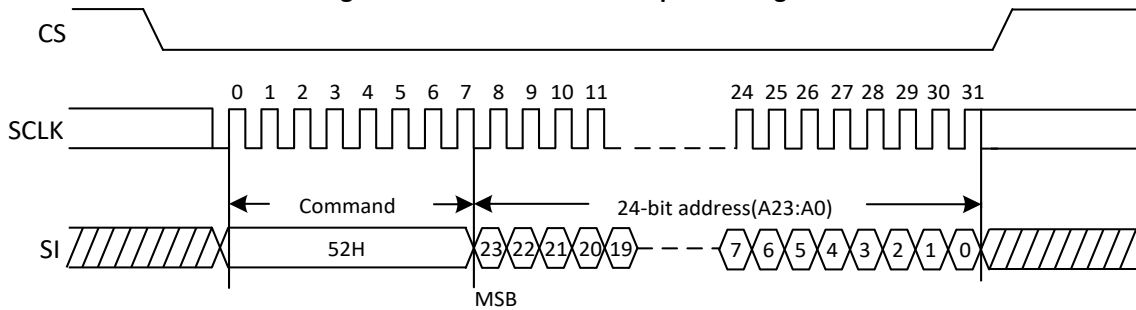 CS
0 1 2 3 4 5 6 7 8 9 10 11 24 25 26 27 28 29 30 31
SCLK
Command 24-bit address(A23:A0)
SI 52H 23 22 21 20 19 7 6 5 4 3 2 1 0
MSB